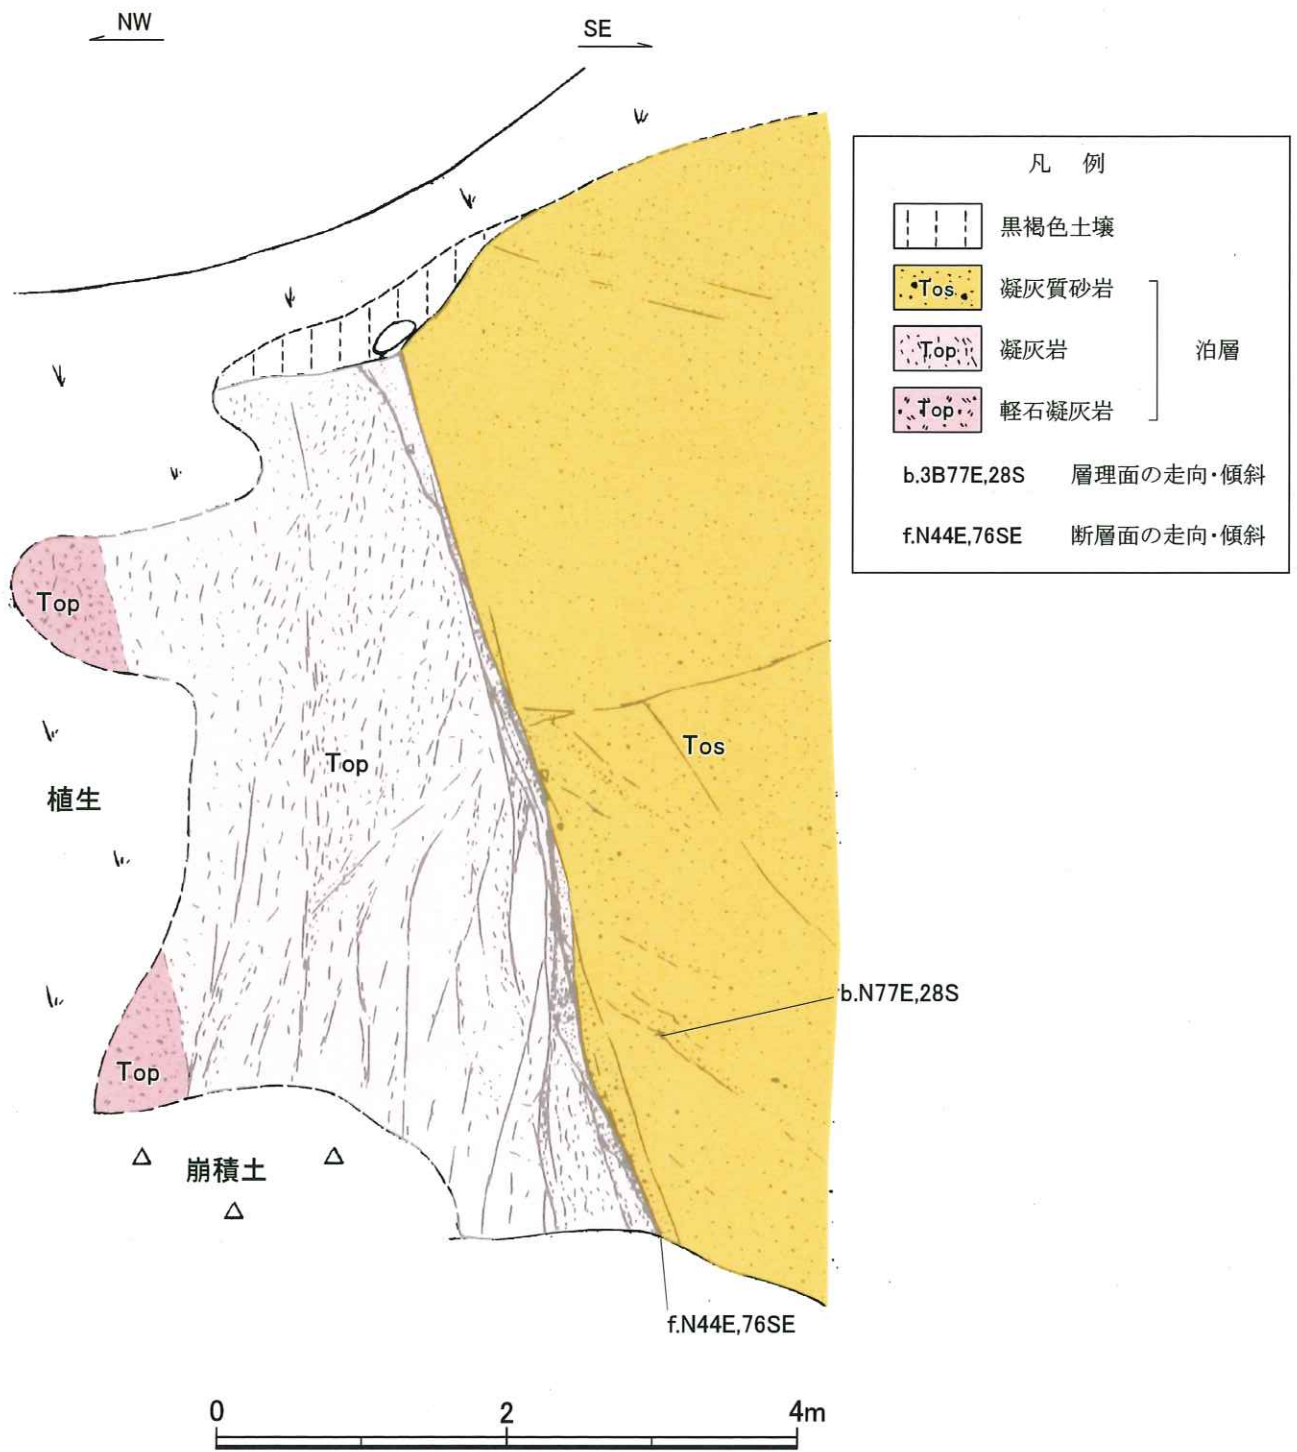 NW
SE
凡 例
黒褐色土壌
Tos 凝灰質砂岩
Top 凝灰岩
泊層
Top 軽石凝灰岩
b.3B77E,28S 層理面の走向・傾斜
f.N44E,76SE 断層面の走向・傾斜
Top
Tos
Top
植生
b.N77E,28S
Top
崩積土
f.N44E,76SE
0 2 4m